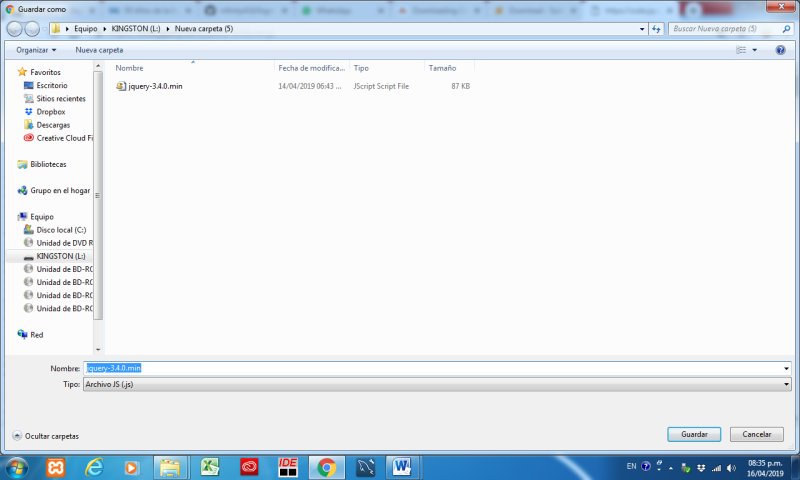 Guardar como
Equipo ▸ KINGSTON (L:) ▸ Nueva carpeta (5)
Buscar Nueva carpeta (5)
Organizar
Nueva carpeta
Nombre
Fecha de modifica...
Tipo
Tamaño
jquery-3.4.0.min
14/04/2019 06:43 ...
JScript Script File
87 KB
Favoritos
Escritorio
Sitios recientes
Dropbox
Descargas
Creative Cloud Fi
Bibliotecas
Grupo en el hogar
Equipo
Disco local (C:)
Unidad de DVD R
KINGSTON (L:)
Unidad de BD-RC
Unidad de BD-RC
Unidad de BD-RC
Unidad de BD-RC
Red
Nombre: jquery-3.4.0.min
Tipo: Archivo JS (.js)
Ocultar carpetas
Guardar
Cancelar
IDE
EN
08:35 p.m.
16/04/2019